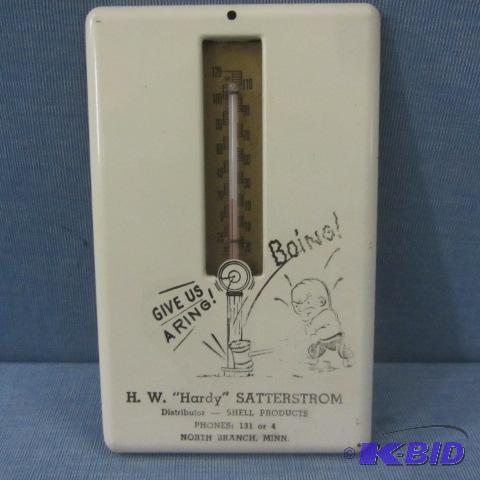 Boing!
GIVE US
A RING!
H. W. "Hardy" SATTERSTROM
Distributor — SHELL PRODUCTS
PHONES: 131 or 4
NORTH BRANCH, MINN.
K-BID